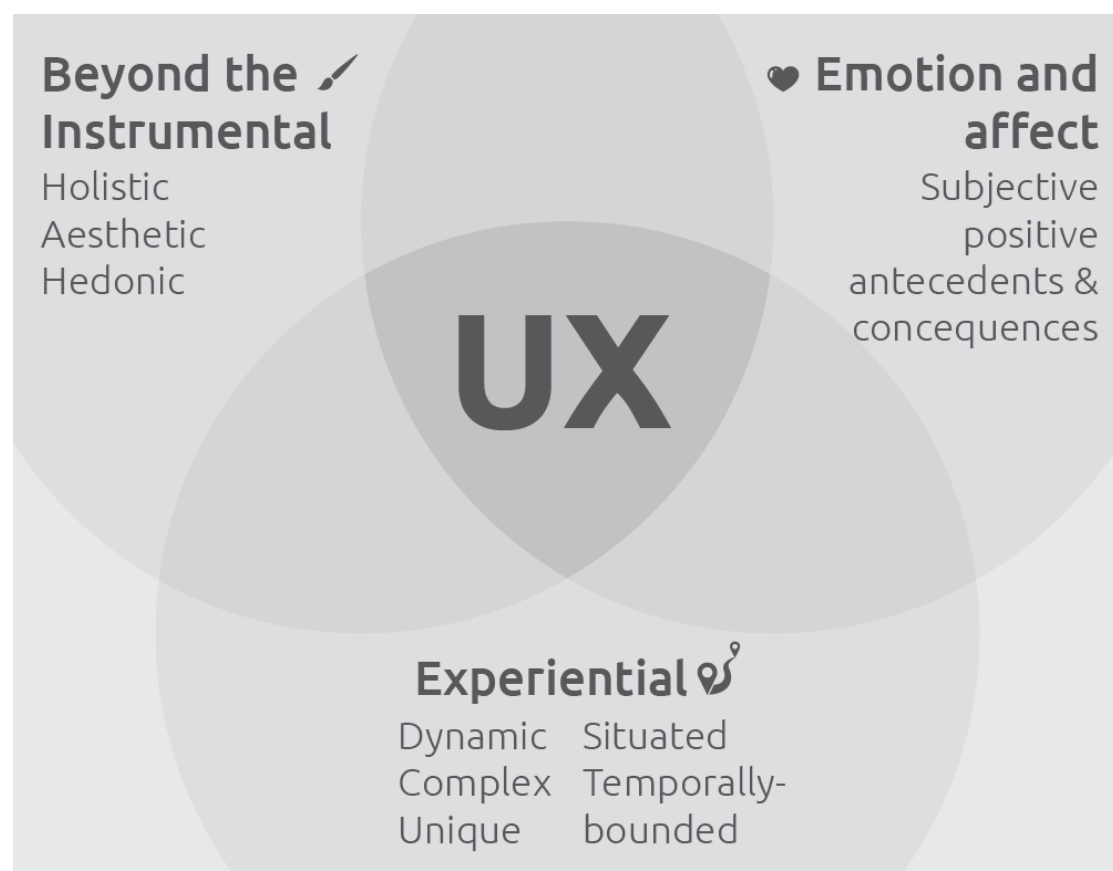 Beyond the
Instrumental
Holistic
Aesthetic
Hedonic
Emotion and
affect
Subjective
positive
antecedents &
concequences
UX
Experiential
Dynamic
Complex
Unique
Situated
Temporally-
bounded